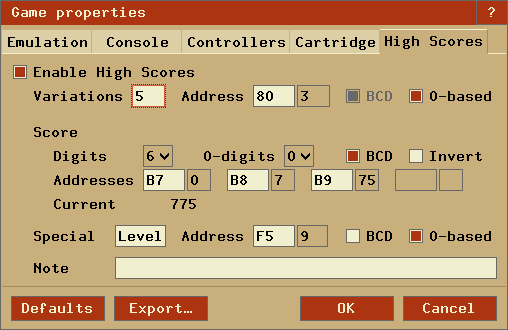 Game properties ?
Emulation Console Controllers Cartridge High Scores
Enable High Scores
Variations 5 Address 80 3 BCD 0-based
Score
Digits 6 0-digits 0 BCD Invert
Addresses B7 0 B8 7 B9 75
Current 775
Special Level Address F5 9 BCD 0-based
Note
Defaults Export… OK Cancel